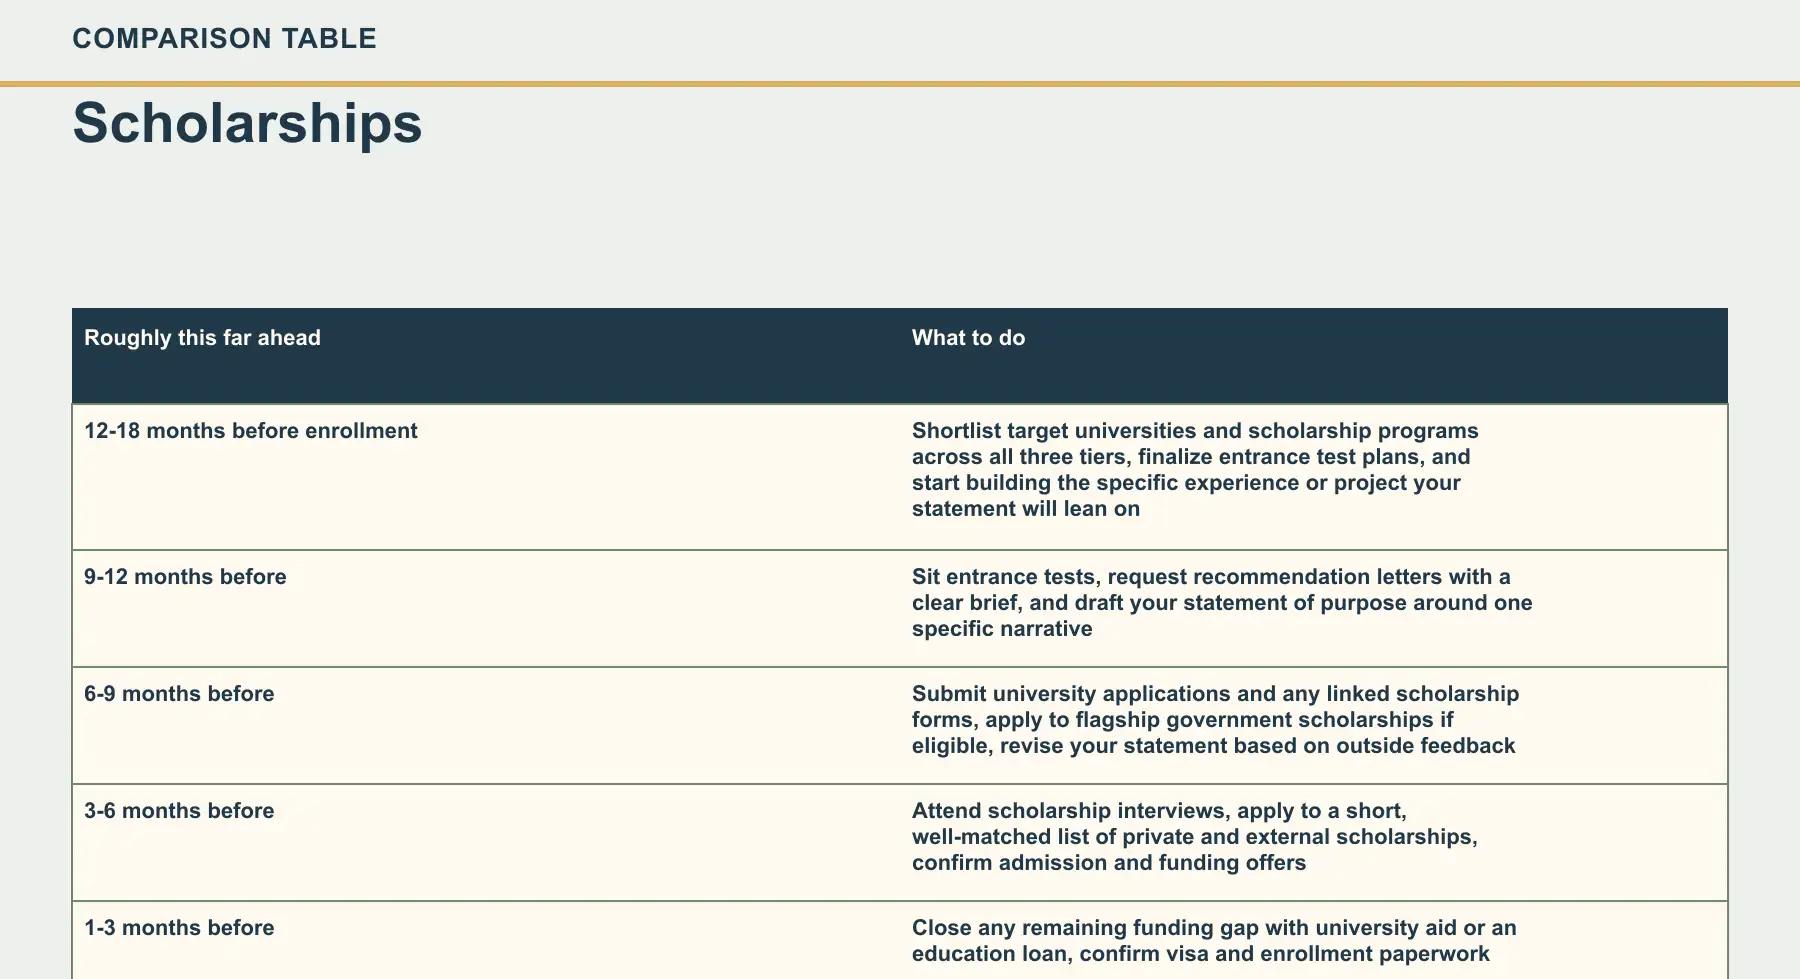 COMPARISON TABLE
Scholarships
Roughly this far ahead
What to do
12-18 months before enrollment
Shortlist target universities and scholarship programs
across all three tiers, finalize entrance test plans, and
start building the specific experience or project your
statement will lean on
9-12 months before
Sit entrance tests, request recommendation letters with a
clear brief, and draft your statement of purpose around one
specific narrative
6-9 months before
Submit university applications and any linked scholarship
forms, apply to flagship government scholarships if
eligible, revise your statement based on outside feedback
3-6 months before
Attend scholarship interviews, apply to a short,
well-matched list of private and external scholarships,
confirm admission and funding offers
1-3 months before
Close any remaining funding gap with university aid or an
education loan, confirm visa and enrollment paperwork